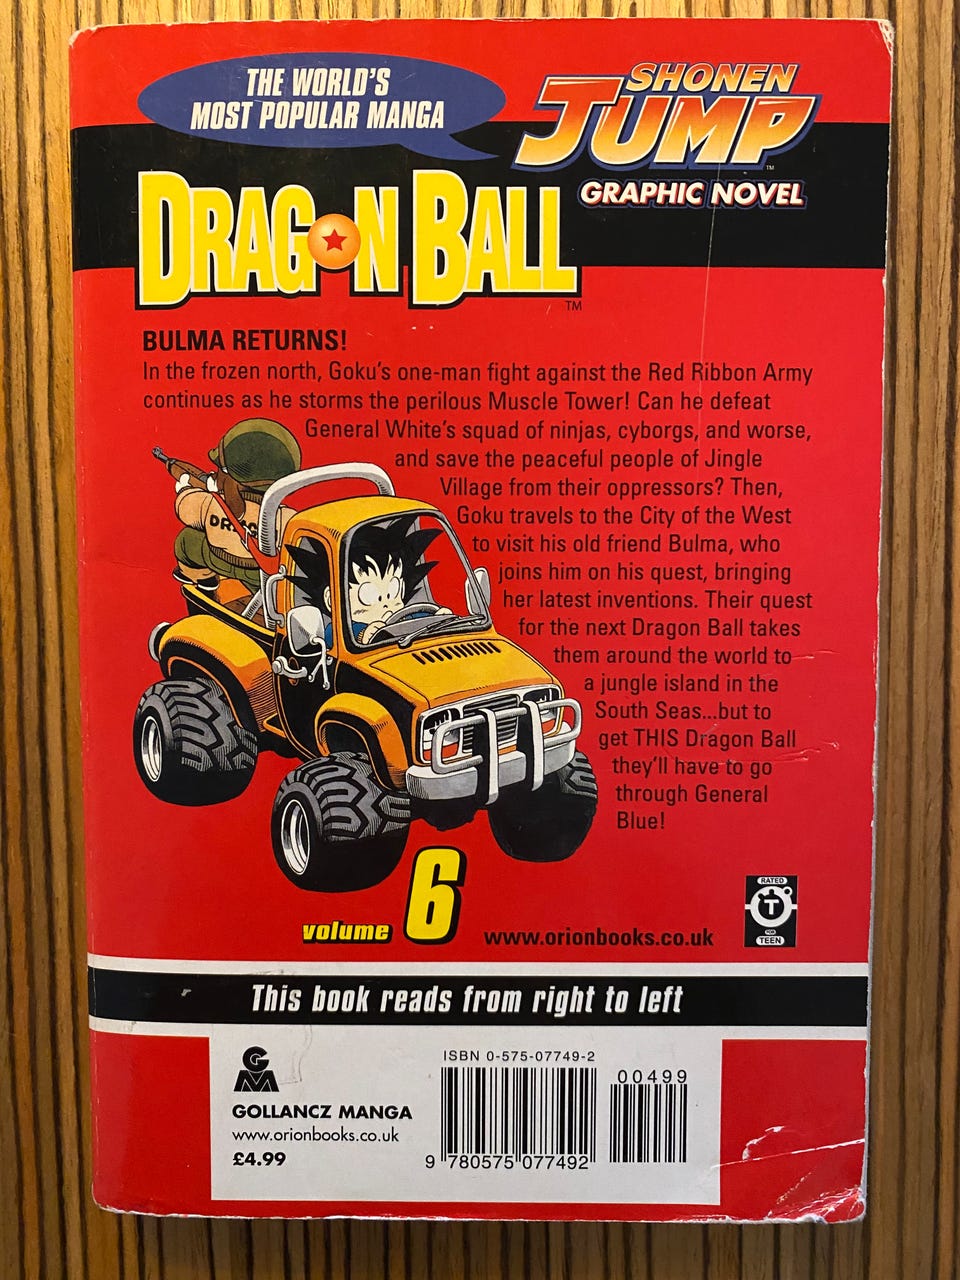 THE WORLD'S
MOST POPULAR MANGA
SHONEN
JUMP
™
GRAPHIC NOVEL
DRAGON BALL
™
BULMA RETURNS!
In the frozen north, Goku's one-man fight against the Red Ribbon Army
continues as he storms the perilous Muscle Tower! Can he defeat
General White's squad of ninjas, cyborgs, and worse,
and save the peaceful people of Jingle
Village from their oppressors? Then,
Goku travels to the City of the West
to visit his old friend Bulma, who
joins him on his quest, bringing
her latest inventions. Their quest
for the next Dragon Ball takes
them around the world to
a jungle island in the
South Seas...but to
get THIS Dragon Ball
they'll have to go
through General
Blue!
volume 6
www.orionbooks.co.uk
RATED
T
FOR
TEEN
This book reads from right to left
GM
GOLLANCZ MANGA
www.orionbooks.co.uk
£4.99
ISBN 0-575-07749-2
00499
9 780575 077492